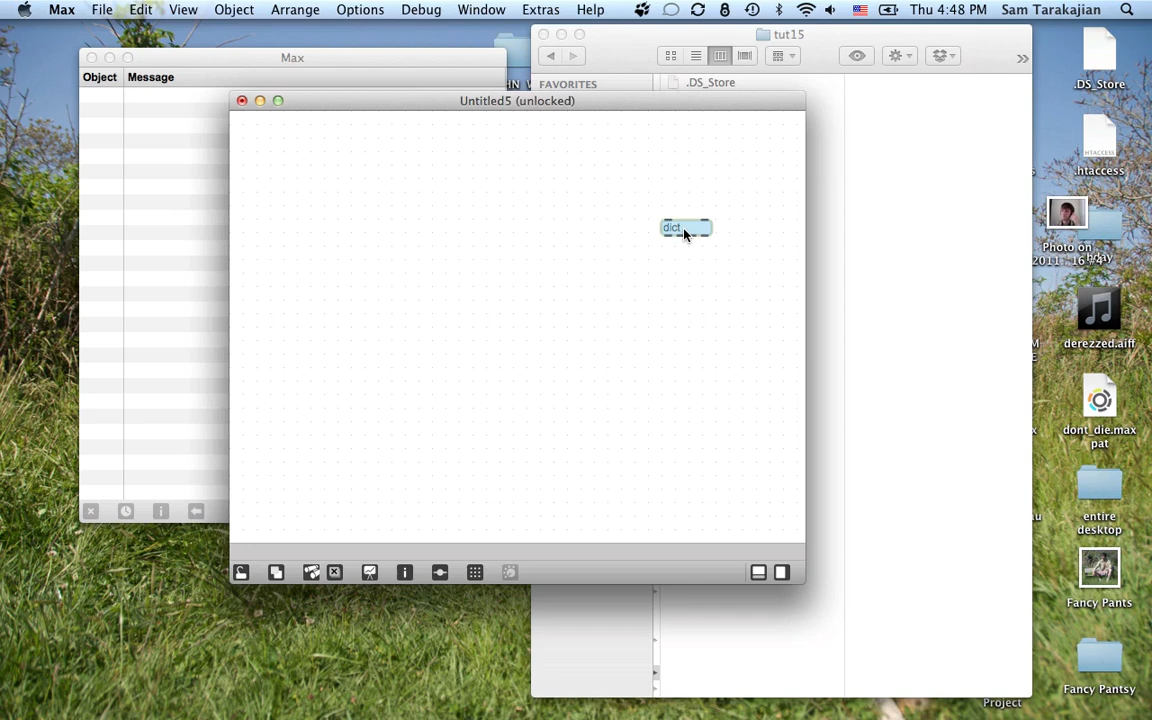 Max File Edit View Object Arrange Options Debug Window Extras Help Thu 4:48 PM Sam Tarakajian
tut15
Max
Object Message
FAVORITES
.DS_Store
Untitled5 (unlocked)
dict
.DS_Store
HTACCESS
.htaccess
Photo on
derezzed.aiff
dont_die.max
pat
entire
desktop
Fancy Pants
Fancy Pantsy
Project